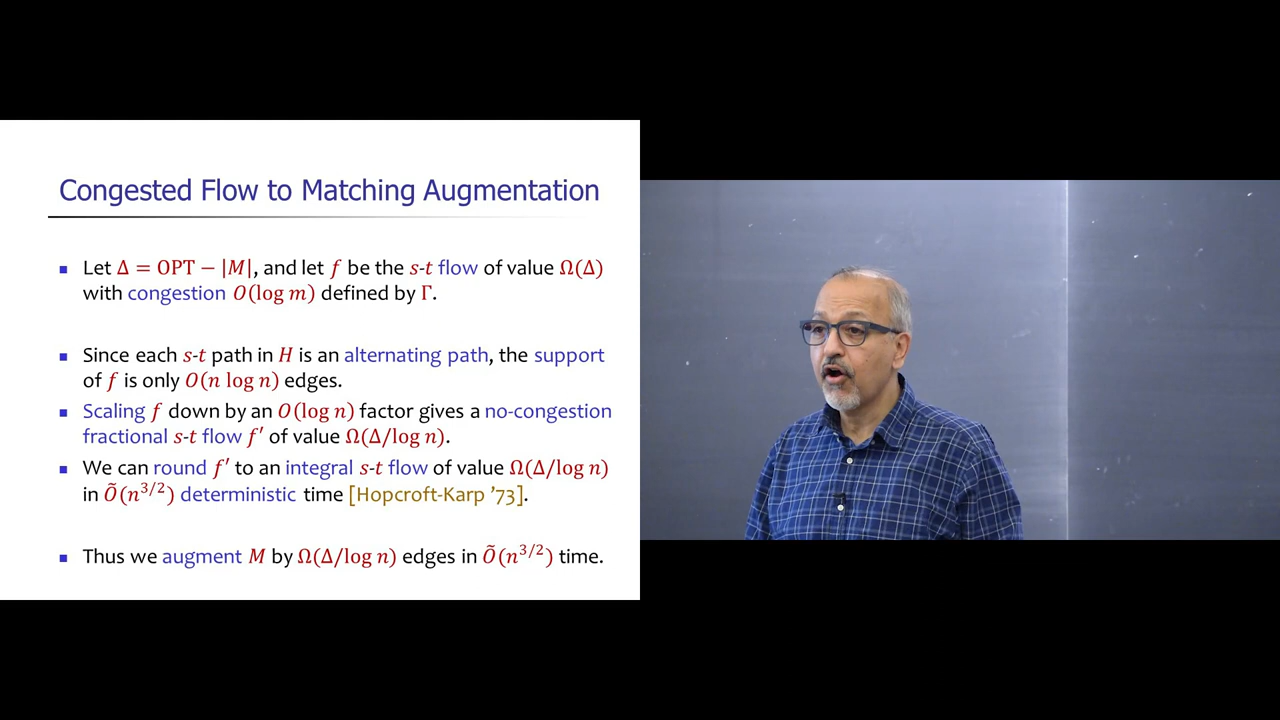 Congested Flow to Matching Augmentation
Let Δ = OPT − |M|, and let f be the s-t flow of value Ω(Δ)
with congestion O(log m) defined by Γ.
Since each s-t path in H is an alternating path, the support
of f is only O(n log n) edges.
Scaling f down by an O(log n) factor gives a no-congestion
fractional s-t flow f′ of value Ω(Δ/log n).
We can round f′ to an integral s-t flow of value Ω(Δ/log n)
in Õ(n^{3/2}) deterministic time [Hopcroft-Karp ’73].
Thus we augment M by Ω(Δ/log n) edges in Õ(n^{3/2}) time.